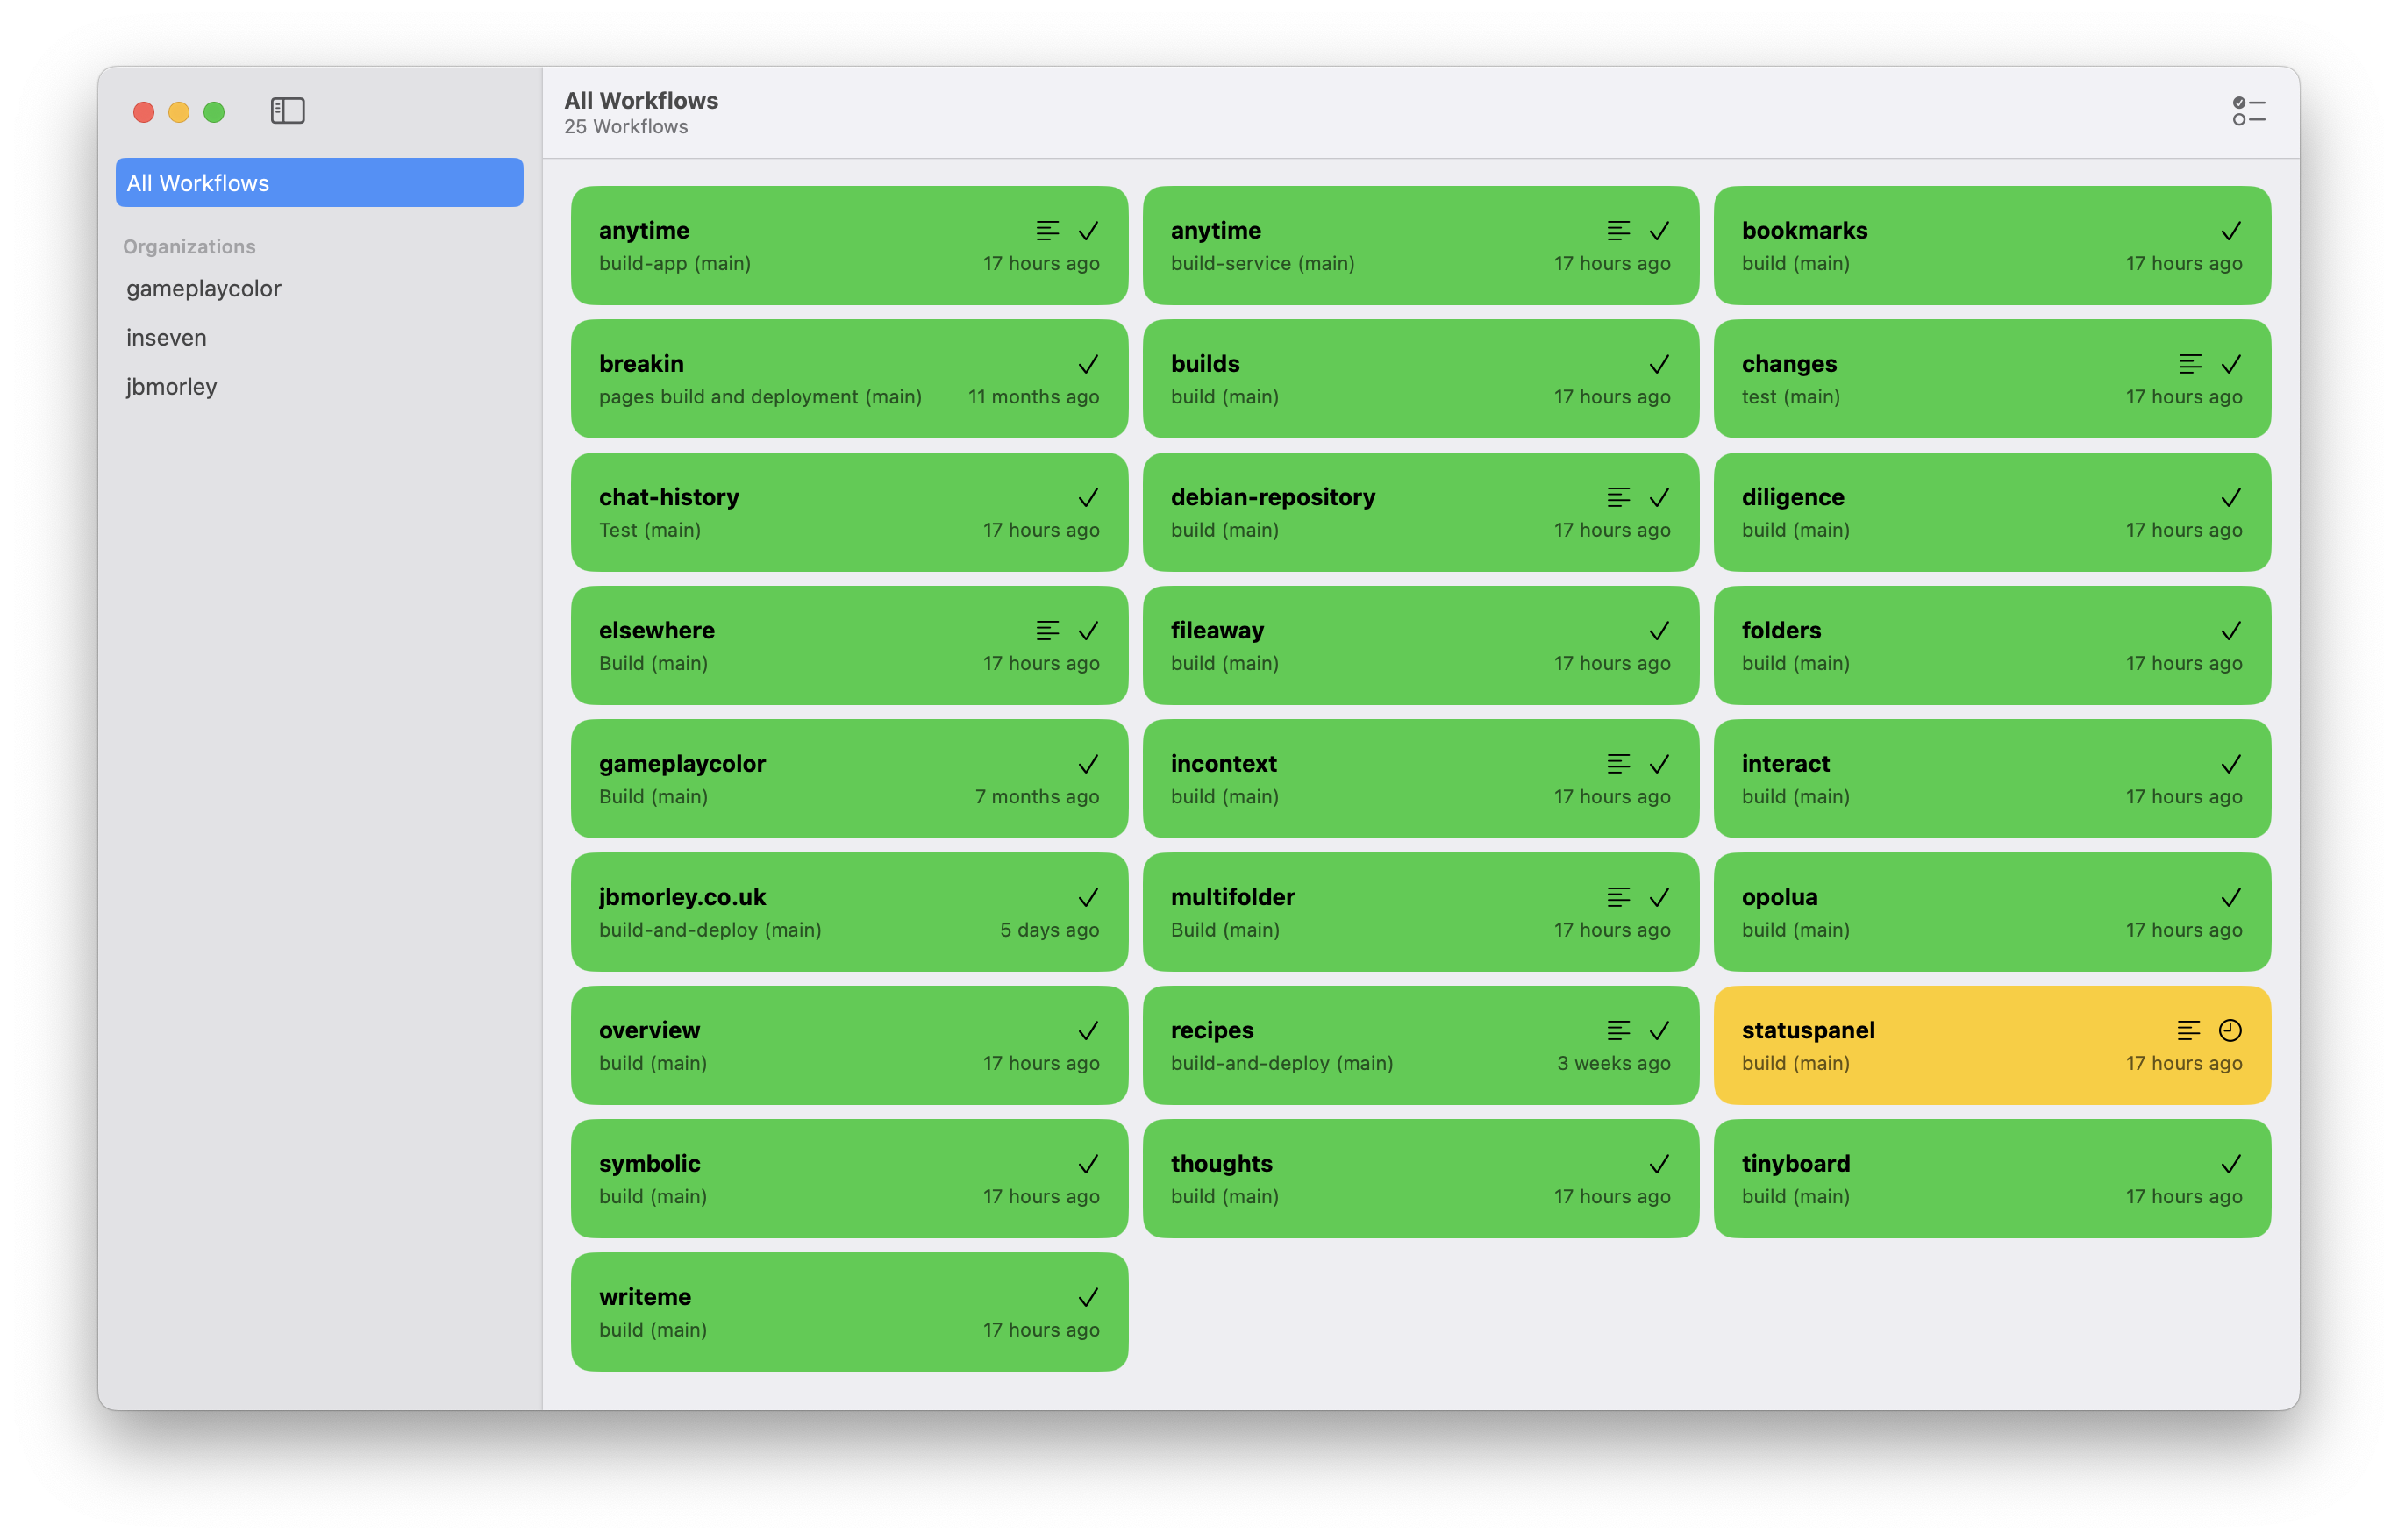 All Workflows
25 Workflows
All Workflows
Organizations
gameplaycolor
inseven
jbmorley
anytime
build-app (main)
17 hours ago
anytime
build-service (main)
17 hours ago
bookmarks
build (main)
17 hours ago
breakin
pages build and deployment (main)
11 months ago
builds
build (main)
17 hours ago
changes
test (main)
17 hours ago
chat-history
Test (main)
17 hours ago
debian-repository
build (main)
17 hours ago
diligence
build (main)
17 hours ago
elsewhere
Build (main)
17 hours ago
fileaway
build (main)
17 hours ago
folders
build (main)
17 hours ago
gameplaycolor
Build (main)
7 months ago
incontext
build (main)
17 hours ago
interact
build (main)
17 hours ago
jbmorley.co.uk
build-and-deploy (main)
5 days ago
multifolder
Build (main)
17 hours ago
opolua
build (main)
17 hours ago
overview
build (main)
17 hours ago
recipes
build-and-deploy (main)
3 weeks ago
statuspanel
build (main)
17 hours ago
symbolic
build (main)
17 hours ago
thoughts
build (main)
17 hours ago
tinyboard
build (main)
17 hours ago
writeme
build (main)
17 hours ago